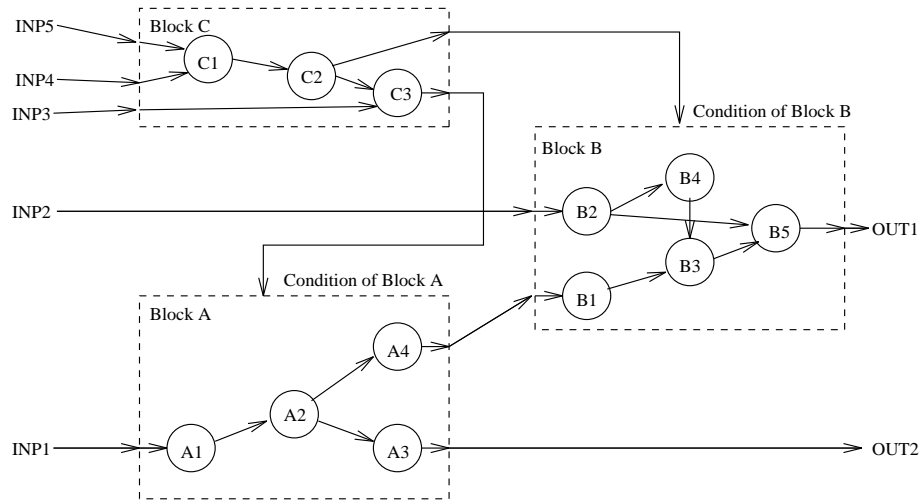 INP5
Block C
C1
INP4
C2
C3
INP3
Condition of Block B
Block B
B4
INP2
B2
B5
OUT1
B3
Condition of Block A
B1
Block A
A4
A2
INP1
A1
A3
OUT2